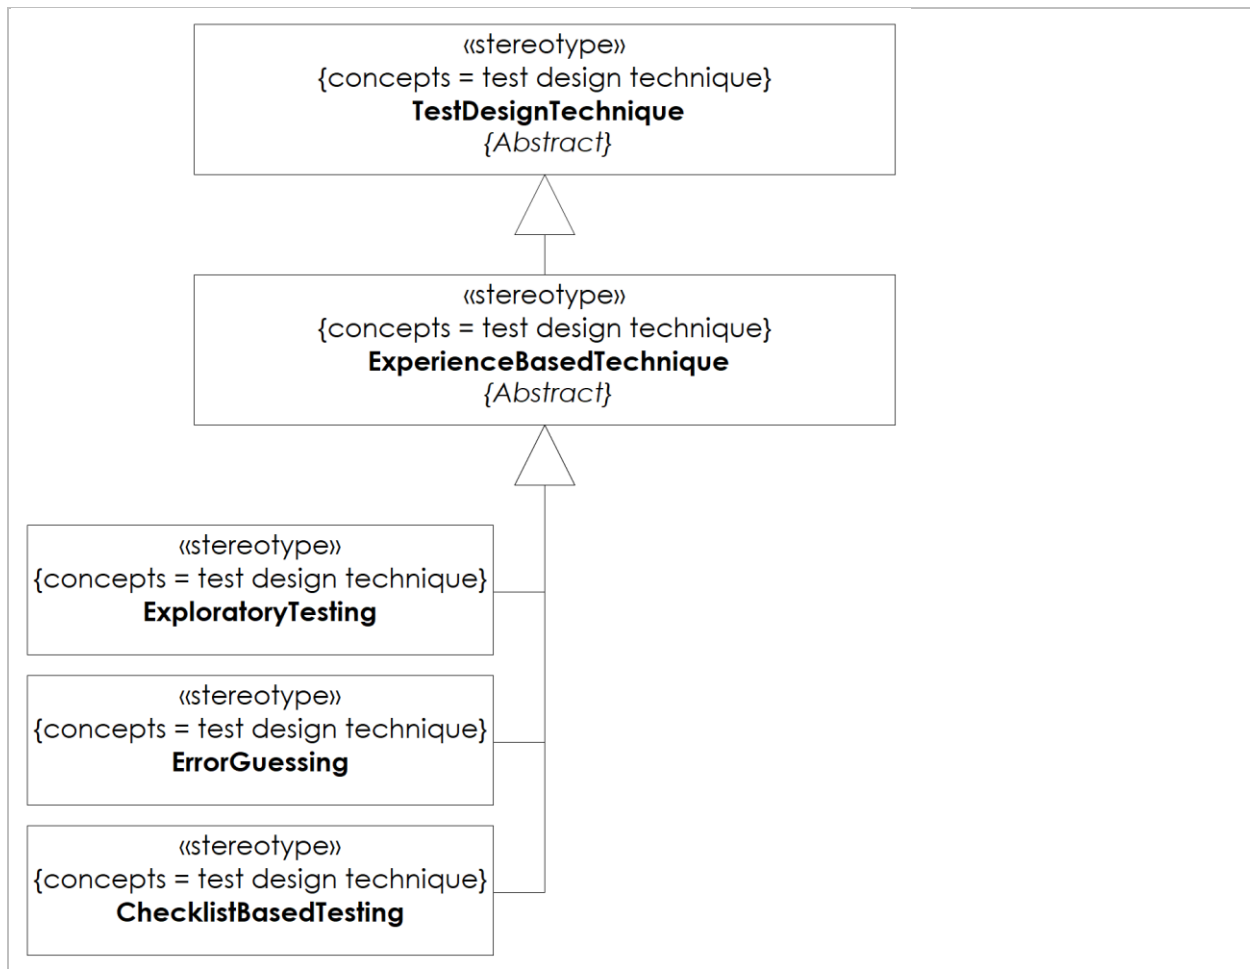 «stereotype»
{concepts = test design technique}
TestDesignTechnique
{Abstract}
«stereotype»
{concepts = test design technique}
ExperienceBasedTechnique
{Abstract}
«stereotype»
{concepts = test design technique}
ExploratoryTesting
«stereotype»
{concepts = test design technique}
ErrorGuessing
«stereotype»
{concepts = test design technique}
ChecklistBasedTesting